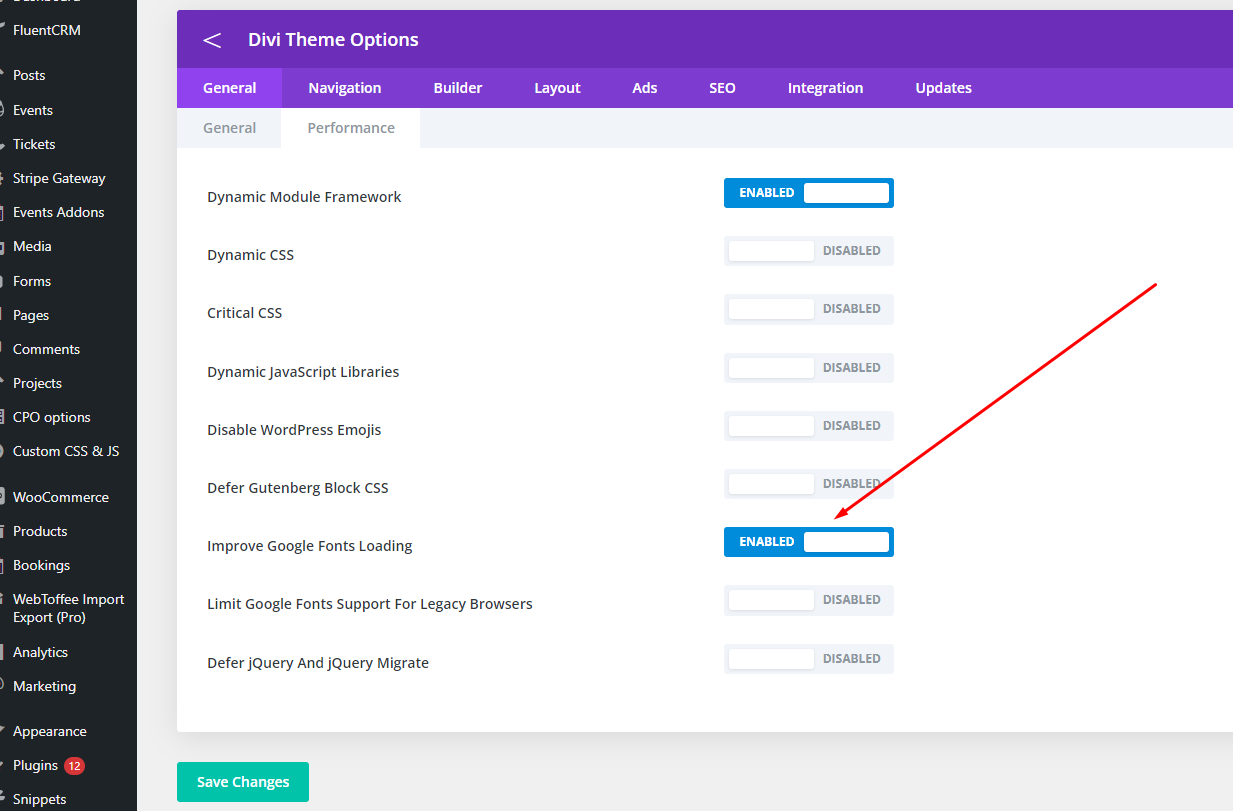 FluentCRM
Posts
Events
Tickets
Stripe Gateway
Events Addons
Media
Forms
Pages
Comments
Projects
CPO options
Custom CSS & JS
WooCommerce
Products
Bookings
WebToffee Import
Export (Pro)
Analytics
Marketing
Appearance
Plugins 12
Snippets
Divi Theme Options
General Navigation Builder Layout Ads SEO Integration Updates
General Performance
Dynamic Module Framework ENABLED
Dynamic CSS DISABLED
Critical CSS DISABLED
Dynamic JavaScript Libraries DISABLED
Disable WordPress Emojis DISABLED
Defer Gutenberg Block CSS DISABLED
Improve Google Fonts Loading ENABLED
Limit Google Fonts Support For Legacy Browsers DISABLED
Defer jQuery And jQuery Migrate DISABLED
Save Changes